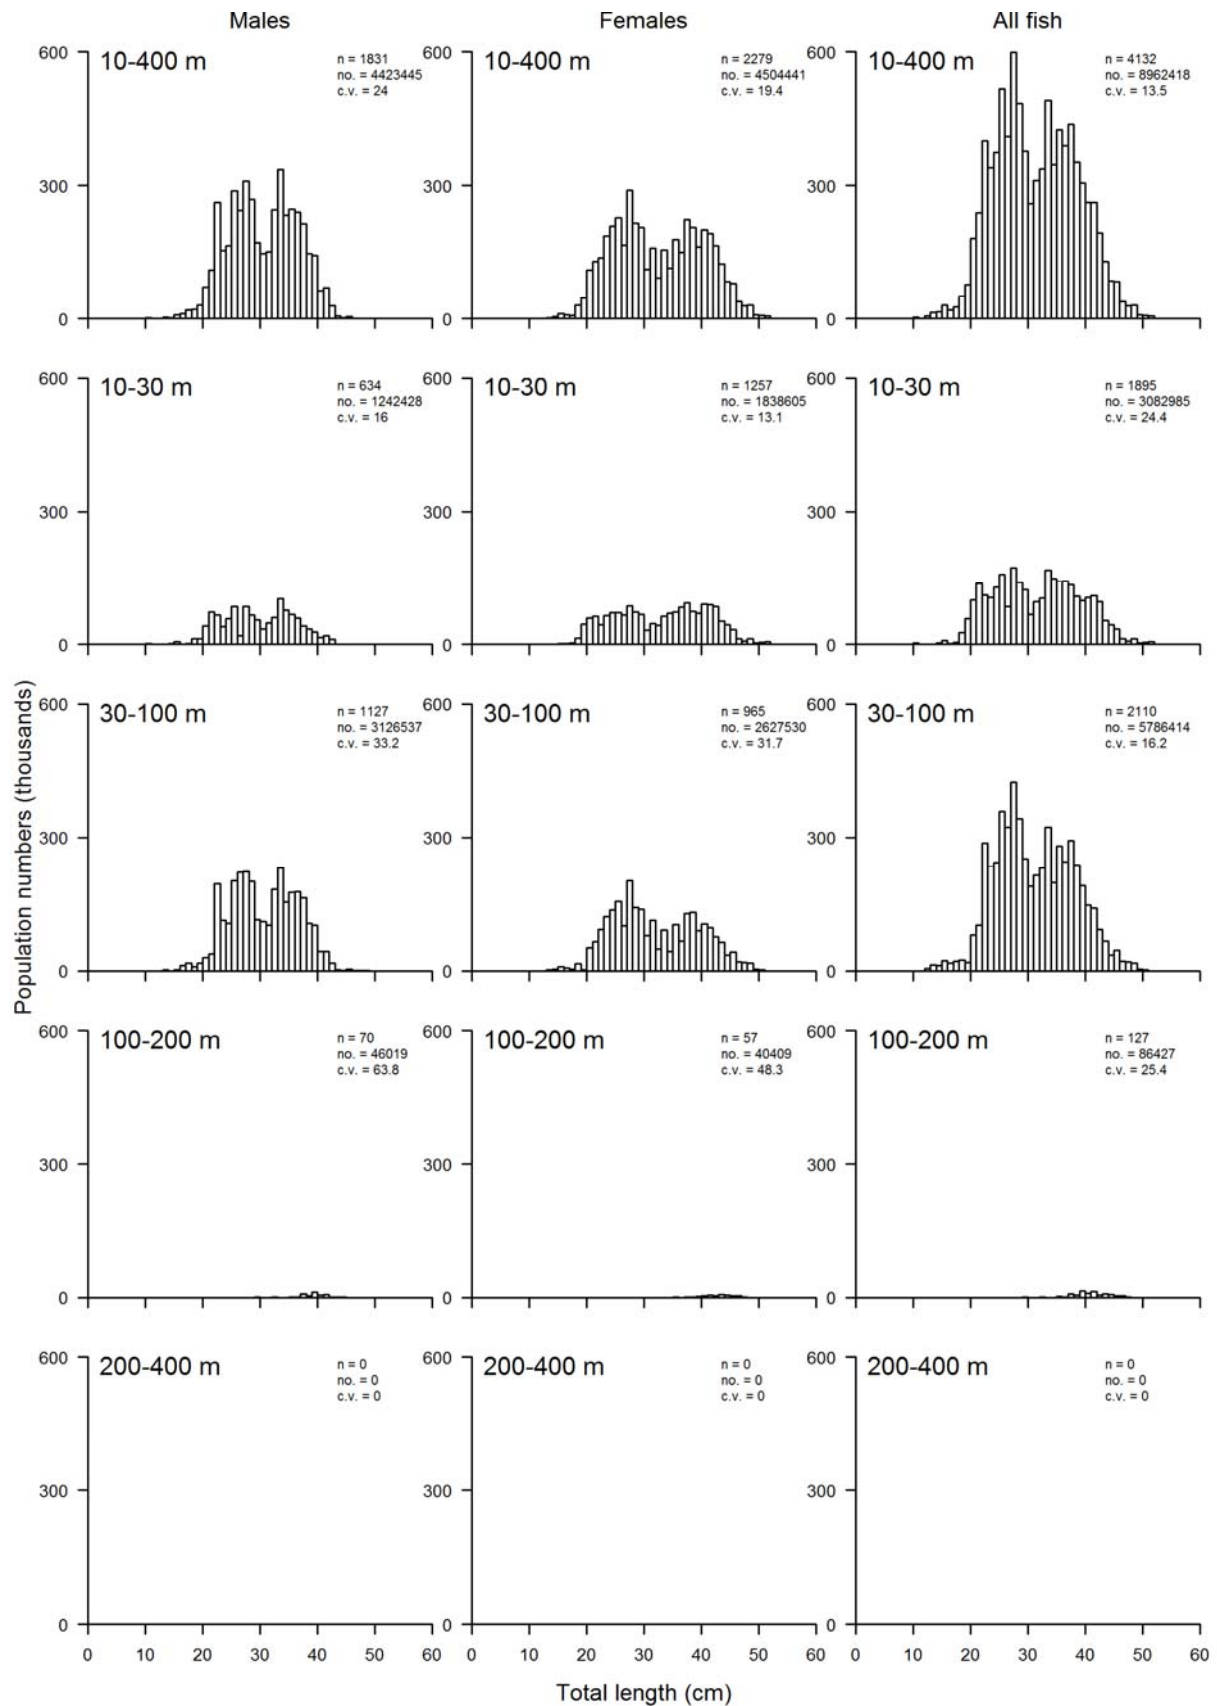 Males Females All fish
600 10-400 m n = 1831 600 10-400 m n = 2279 600 10-400 m n = 4132
no. = 4423445 no. = 4504441 no. = 8962418
c.v. = 24 c.v. = 19.4 c.v. = 13.5
300 300 300
0 0 0
600 10-30 m n = 634 600 10-30 m n = 1257 600 10-30 m n = 1895
no. = 1242428 no. = 1838605 no. = 3082985
c.v. = 16 c.v. = 13.1 c.v. = 24.4
300 300 300
0 0 0
Population numbers (thousands)
600 30-100 m n = 1127 600 30-100 m n = 965 600 30-100 m n = 2110
no. = 3126537 no. = 2627530 no. = 5786414
c.v. = 33.2 c.v. = 31.7 c.v. = 16.2
300 300 300
0 0 0
600 100-200 m n = 70 600 100-200 m n = 57 600 100-200 m n = 127
no. = 46019 no. = 40409 no. = 86427
c.v. = 63.8 c.v. = 48.3 c.v. = 25.4
300 300 300
0 0 0
600 200-400 m n = 0 600 200-400 m n = 0 600 200-400 m n = 0
no. = 0 no. = 0 no. = 0
c.v. = 0 c.v. = 0 c.v. = 0
300 300 300
0 0 0
0 10 20 30 40 50 60 0 10 20 30 40 50 60 0 10 20 30 40 50 60
Total length (cm)